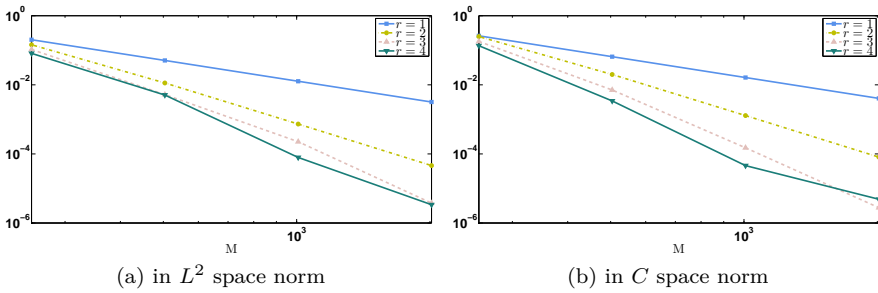 10^0
10^-2
10^-4
10^-6
10^3
M
r = 1
r = 2
r = 3
r = 4
(a) in L^2 space norm
10^0
10^-2
10^-4
10^-6
10^3
M
r = 1
r = 2
r = 3
r = 4
(b) in C space norm